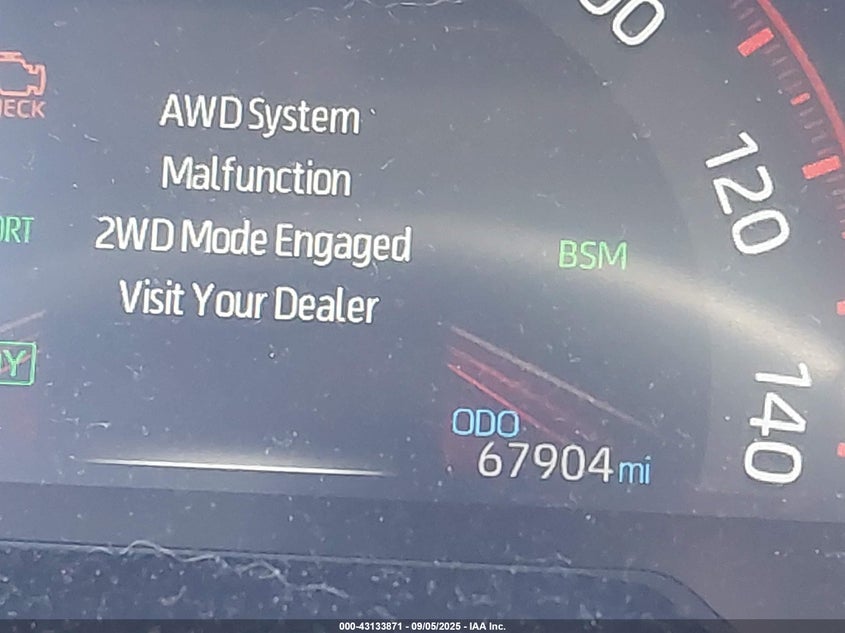 AWD System
Malfunction
2WD Mode Engaged
Visit Your Dealer
BSM
120
140
ODO
67904 mi
000-43133871 - 09/05/2025 - IAA Inc.